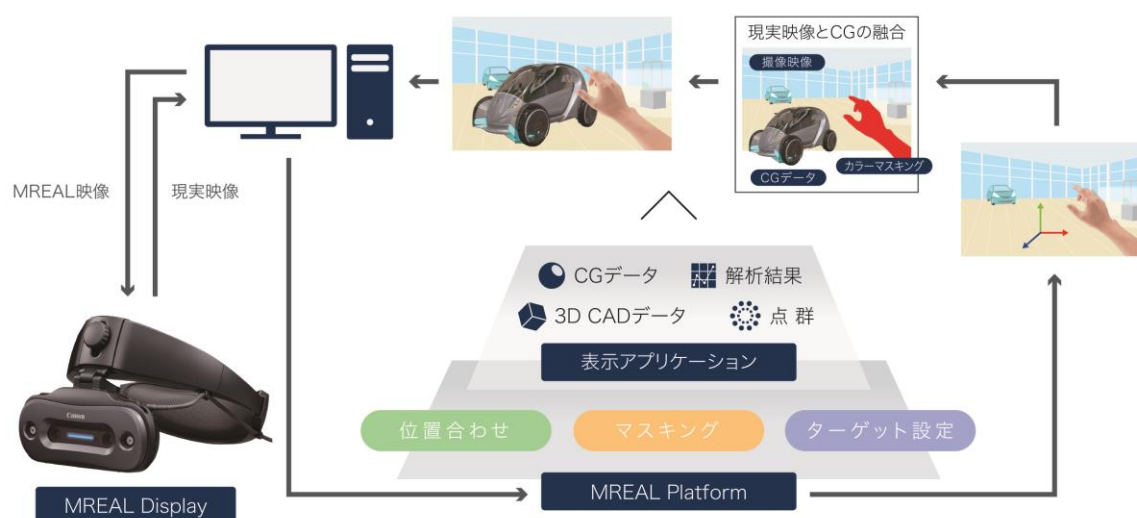 現実映像とCGの融合
撮像映像
カラーマスキング
CGデータ
MREAL映像
現実映像
CGデータ
解析結果
3D CADデータ
点群
表示アプリケーション
位置合わせ
マスキング
ターゲット設定
Canon
MREAL Display
MREAL Platform